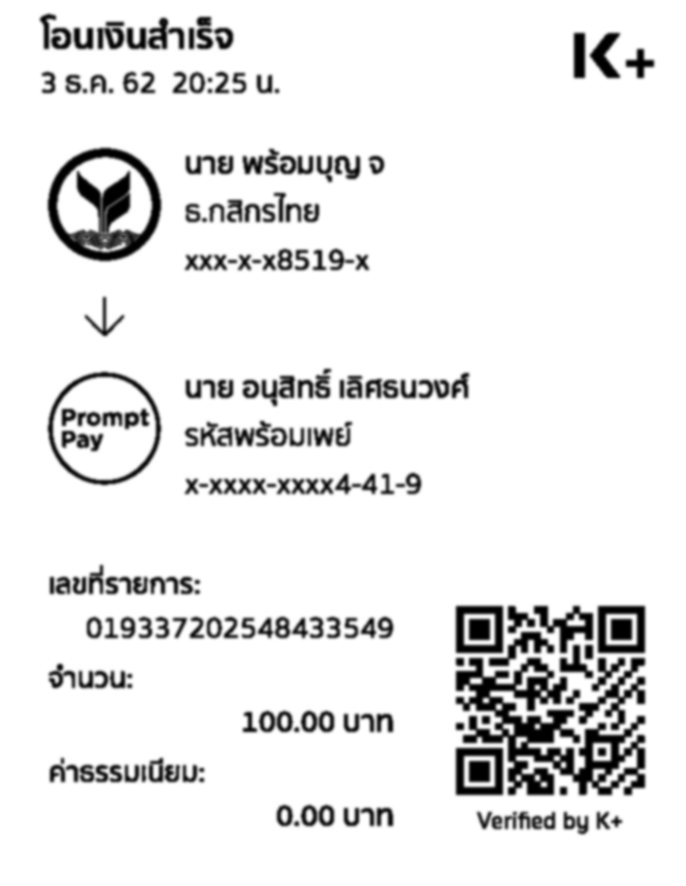 โอนเงินสำเร็จ
3 ธ.ค. 62 20:25 น.
K+
นาย พร้อมบุญ จ
ธ.กสิกรไทย
xxx-x-x8519-x
Prompt
Pay
นาย อนุสิทธิ์ เลิศธนวงศ์
รหัสพร้อมเพย์
x-xxxx-xxxx4-41-9
เลขที่รายการ:
019337202548433549
จำนวน:
100.00 บาท
ค่าธรรมเนียม:
0.00 บาท
Verified by K+